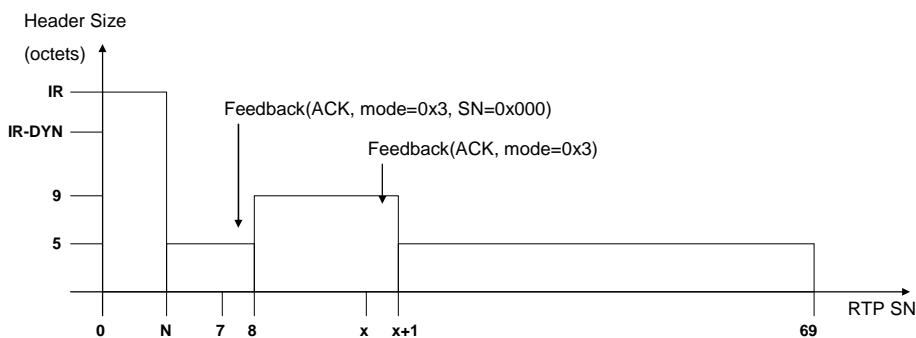 Header Size
(octets)
IR
Feedback(ACK, mode=0x3, SN=0x000)
IR-DYN
Feedback(ACK, mode=0x3)
9
5
RTP SN
0 N 7 8 x x+1 69